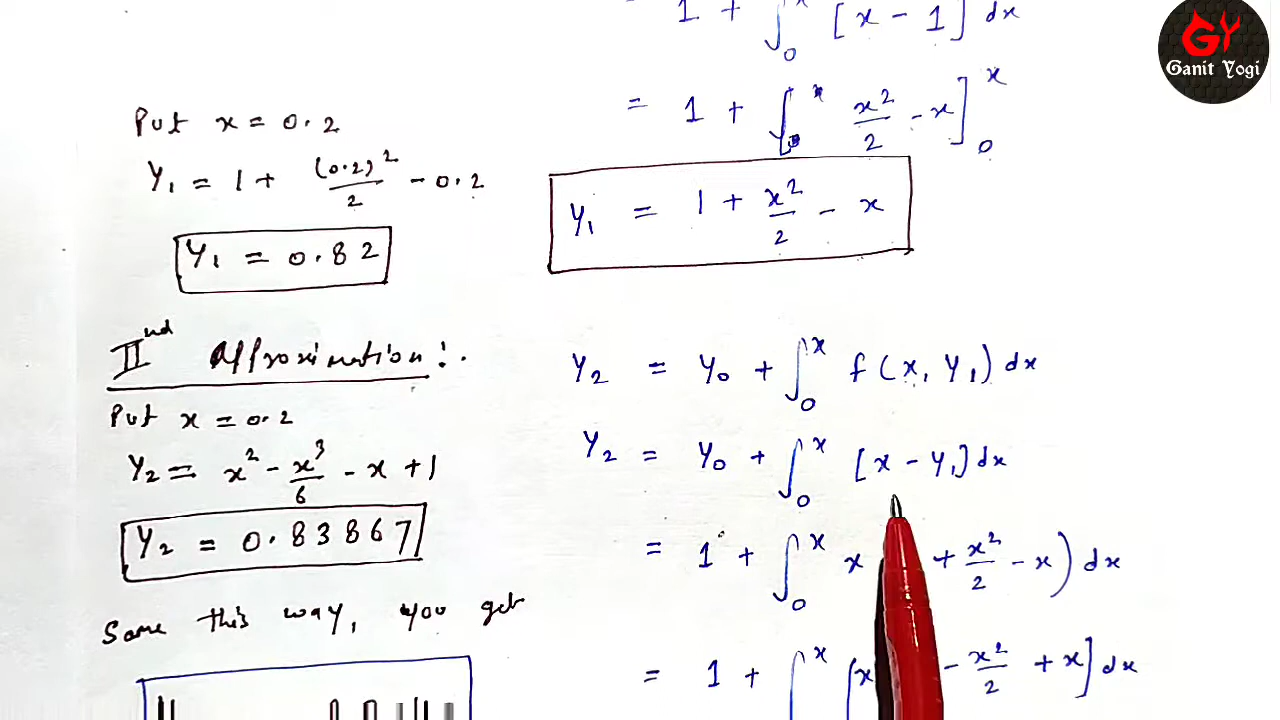 1 + ∫₀ˣ [x - 1] dx
= 1 + ∫ x²/2 - x]₀ˣ
GY
Ganit Yogi
Put x = 0.2
Y₁ = 1 + (0.2)²/2 - 0.2
Y₁ = 0.82
Y₁ = 1 + x²/2 - x
IInd Approximation :.
Put x = 0.2
Y₂ = x² - x³/6 - x + 1
Y₂ = 0.83867
Same this way, you get
Y₂ = Y₀ + ∫₀ˣ f(x, Y₁) dx
Y₂ = Y₀ + ∫₀ˣ [x - Y₁] dx
= 1 + ∫₀ˣ x + x²/2 - x) dx
= 1 + ∫ˣ [x - x²/2 + x] dx